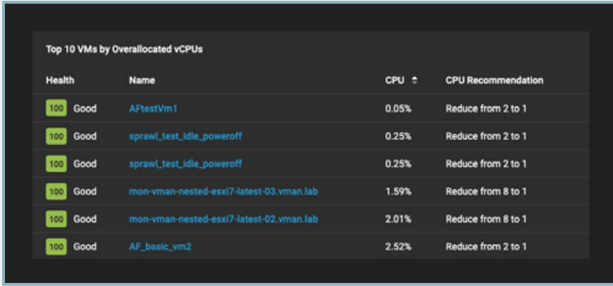 Top 10 VMs by Overallocated vCPUs
Health Name CPU CPU Recommendation
100 Good AFtestVm1 0.05% Reduce from 2 to 1
100 Good sprawl_test_idle_poweroff 0.25% Reduce from 2 to 1
100 Good sprawl_test_idle_poweroff 0.25% Reduce from 2 to 1
100 Good mon-vman-nested-esxi7-latest-03.vman.lab 1.59% Reduce from 8 to 1
100 Good mon-vman-nested-esxi7-latest-02.vman.lab 2.01% Reduce from 8 to 1
100 Good AF_basic_vm2 2.52% Reduce from 2 to 1